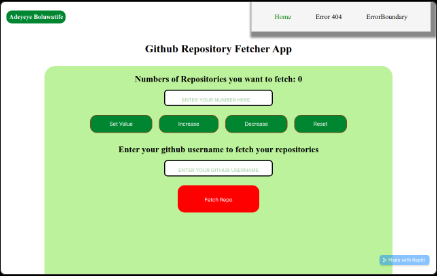 Adeyeye Boluwatife
Home Error 404 ErrorBoundary
Github Repository Fetcher App
Numbers of Repositories you want to fetch: 0
ENTER YOUR NUMBER HERE
Set Value Increase Decrease Reset
Enter your github username to fetch your repositories
ENTER YOUR GITHUB USERNAME
Fetch Repo
Made with Replit